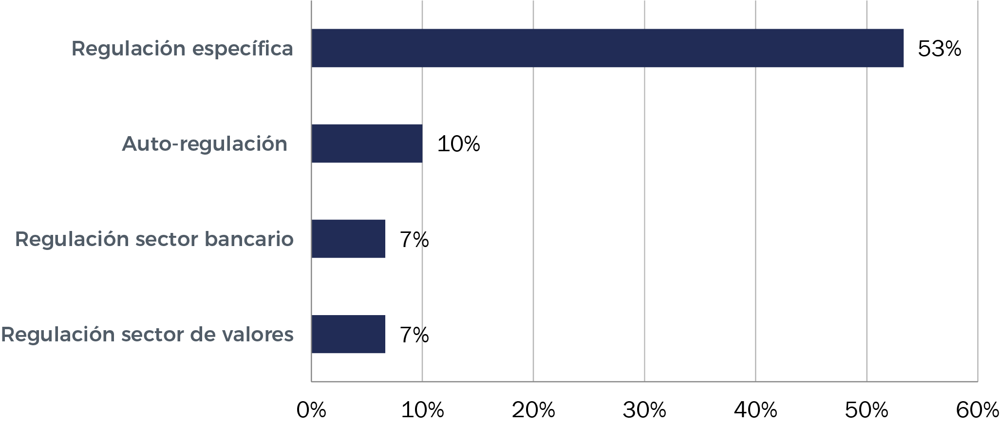 Regulación específica 53%
Auto-regulación 10%
Regulación sector bancario 7%
Regulación sector de valores 7%
0% 10% 20% 30% 40% 50% 60%